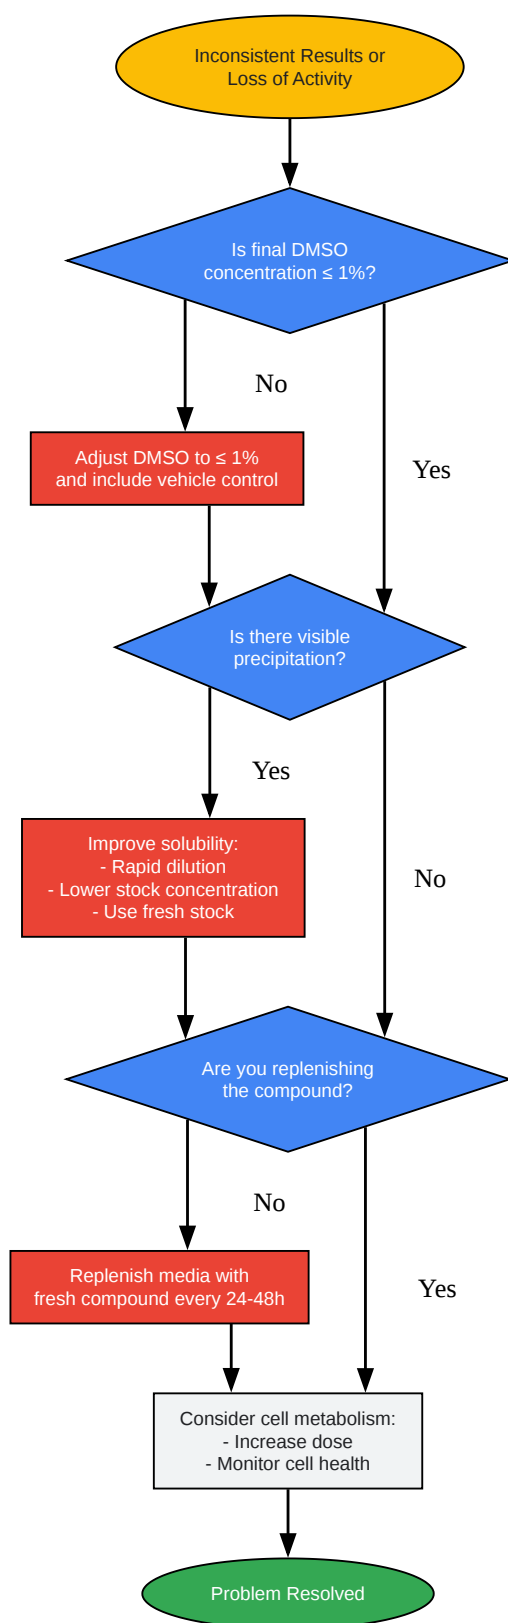 Inconsistent Results or
Loss of Activity
Is final DMSO
concentration ≤ 1%?
No
Adjust DMSO to ≤ 1%
and include vehicle control
Yes
Is there visible
precipitation?
Yes
Improve solubility:
- Rapid dilution
- Lower stock concentration
- Use fresh stock
No
Are you replenishing
the compound?
No
Replenish media with
fresh compound every 24-48h
Yes
Consider cell metabolism:
- Increase dose
- Monitor cell health
Problem Resolved